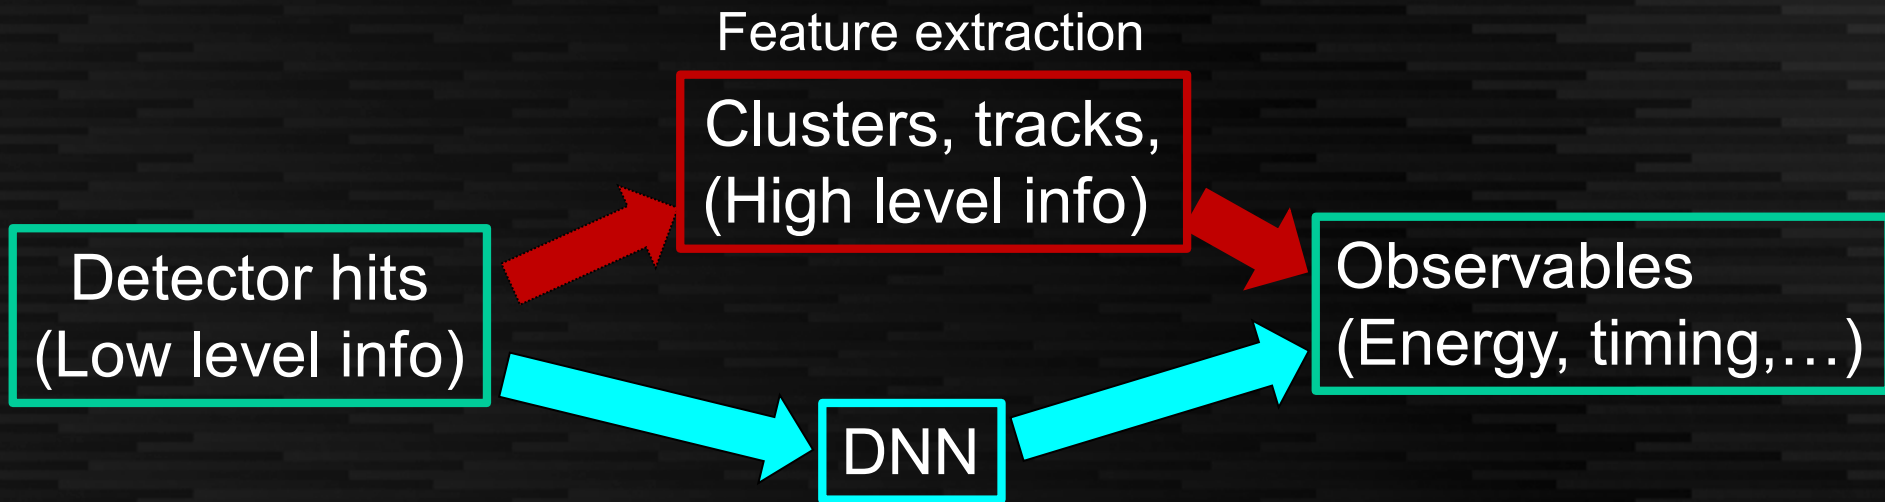 Feature extraction
Clusters, tracks,
(High level info)
Detector hits
(Low level info)
Observables
(Energy, timing,…)
DNN